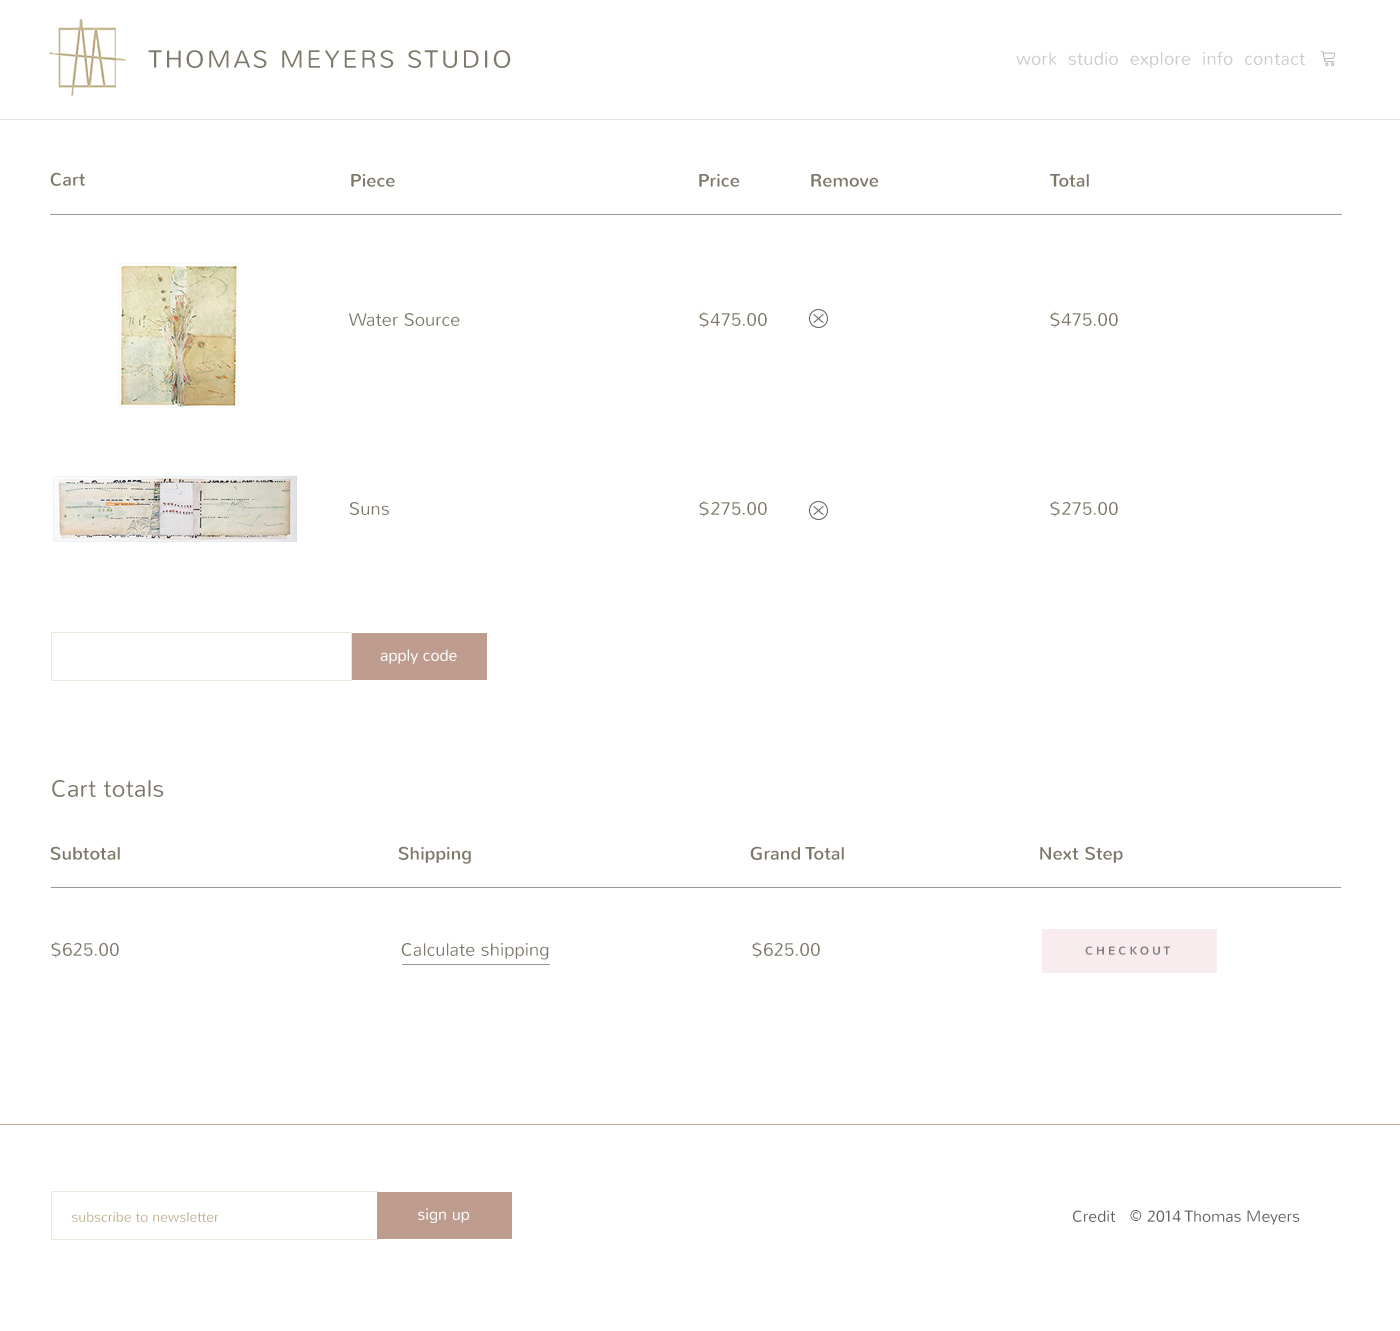 THOMAS MEYERS STUDIO
work studio explore info contact
Cart Piece Price Remove Total
Water Source $475.00 $475.00
Suns $275.00 $275.00
apply code
Cart totals
Subtotal Shipping Grand Total Next Step
$625.00 Calculate shipping $625.00 CHECKOUT
subscribe to newsletter sign up
Credit © 2014 Thomas Meyers